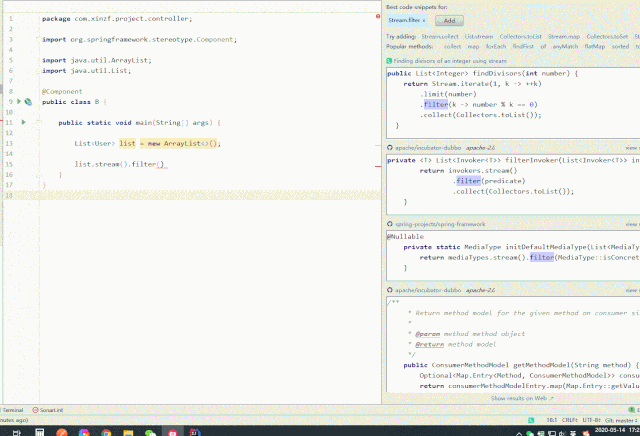 package com.xinzf.project.controller;
import org.springframework.stereotype.Component;
import java.util.ArrayList;
import java.util.List;
@Component
public class B {
public static void main(String[] args) {
List<User> list = new ArrayList<>();
list.stream().filter()
}
}
1
2
3
4
5
6
7
8
9
10
11
12
13
14
15
16
17
18
Best code snippets for:
Stream.filter x
Add
Try adding: Stream.collect List.stream Collectors.toList Stream.map Collectors.toSet
Popular methods: collect map forEach findFirst of anyMatch flatMap sorted
finding divisors of an integer using stream
public List<Integer> findDivisors(int number) {
return Stream.iterate(1, k -> ++k)
.limit(number)
.filter(k -> number % k == 0)
.collect(Collectors.toList());
}
apache/incubator-dubbo apache-2.0 view
private <T> List<Invoker<T>> filterInvoker(List<Invoker<T>>
return invokers.stream()
.filter(predicate)
.collect(Collectors.toList());
}
spring-projects/spring-framework view
@Nullable
private static MediaType initDefaultMediaType(List<MediaTy
return mediaTypes.stream().filter(MediaType::isConcre
}
apache/incubator-dubbo apache-2.0 view
/**
* Return method model for the given method on consumer si
*
* @param method method object
* @return method model
*/
public ConsumerMethodModel getMethodModel(String method) {
Optional<Map.Entry<Method, ConsumerMethodModel>>
return consumerMethodModelEntry.map(Map.Entry::getValu
Show results on Web
Terminal SonarLint
nutes ago) 16:1 CRLF UTF-8 Git: master
2020-05-14 17:2